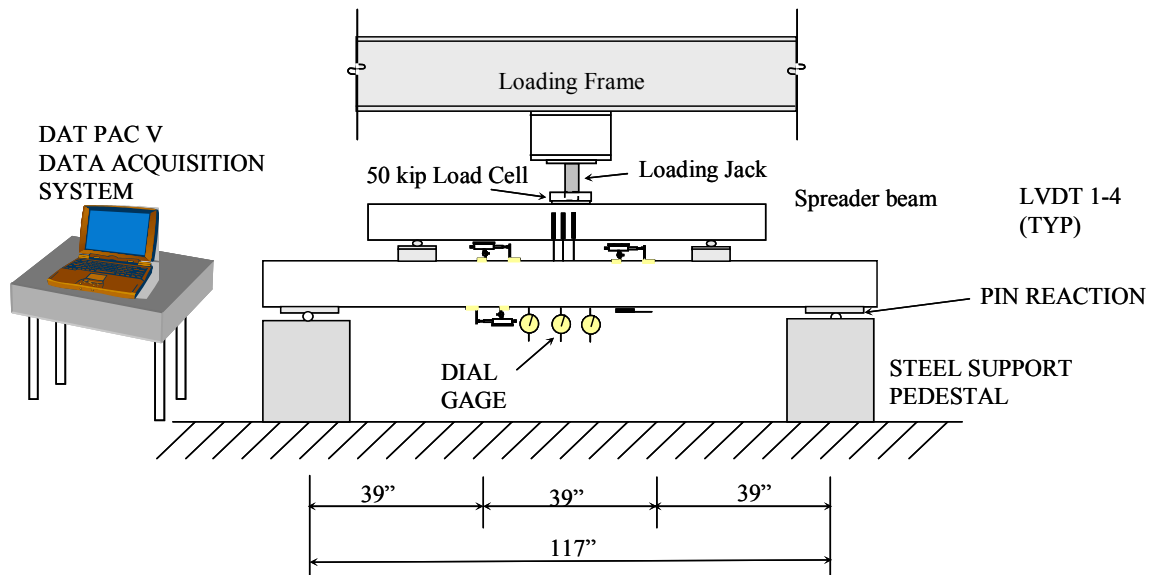 Loading Frame
DAT PAC V
DATA ACQUISITION
SYSTEM
50 kip Load Cell
Loading Jack
Spreader beam
LVDT 1-4
(TYP)
PIN REACTION
DIAL
GAGE
STEEL SUPPORT
PEDESTAL
39”
39”
39”
117”